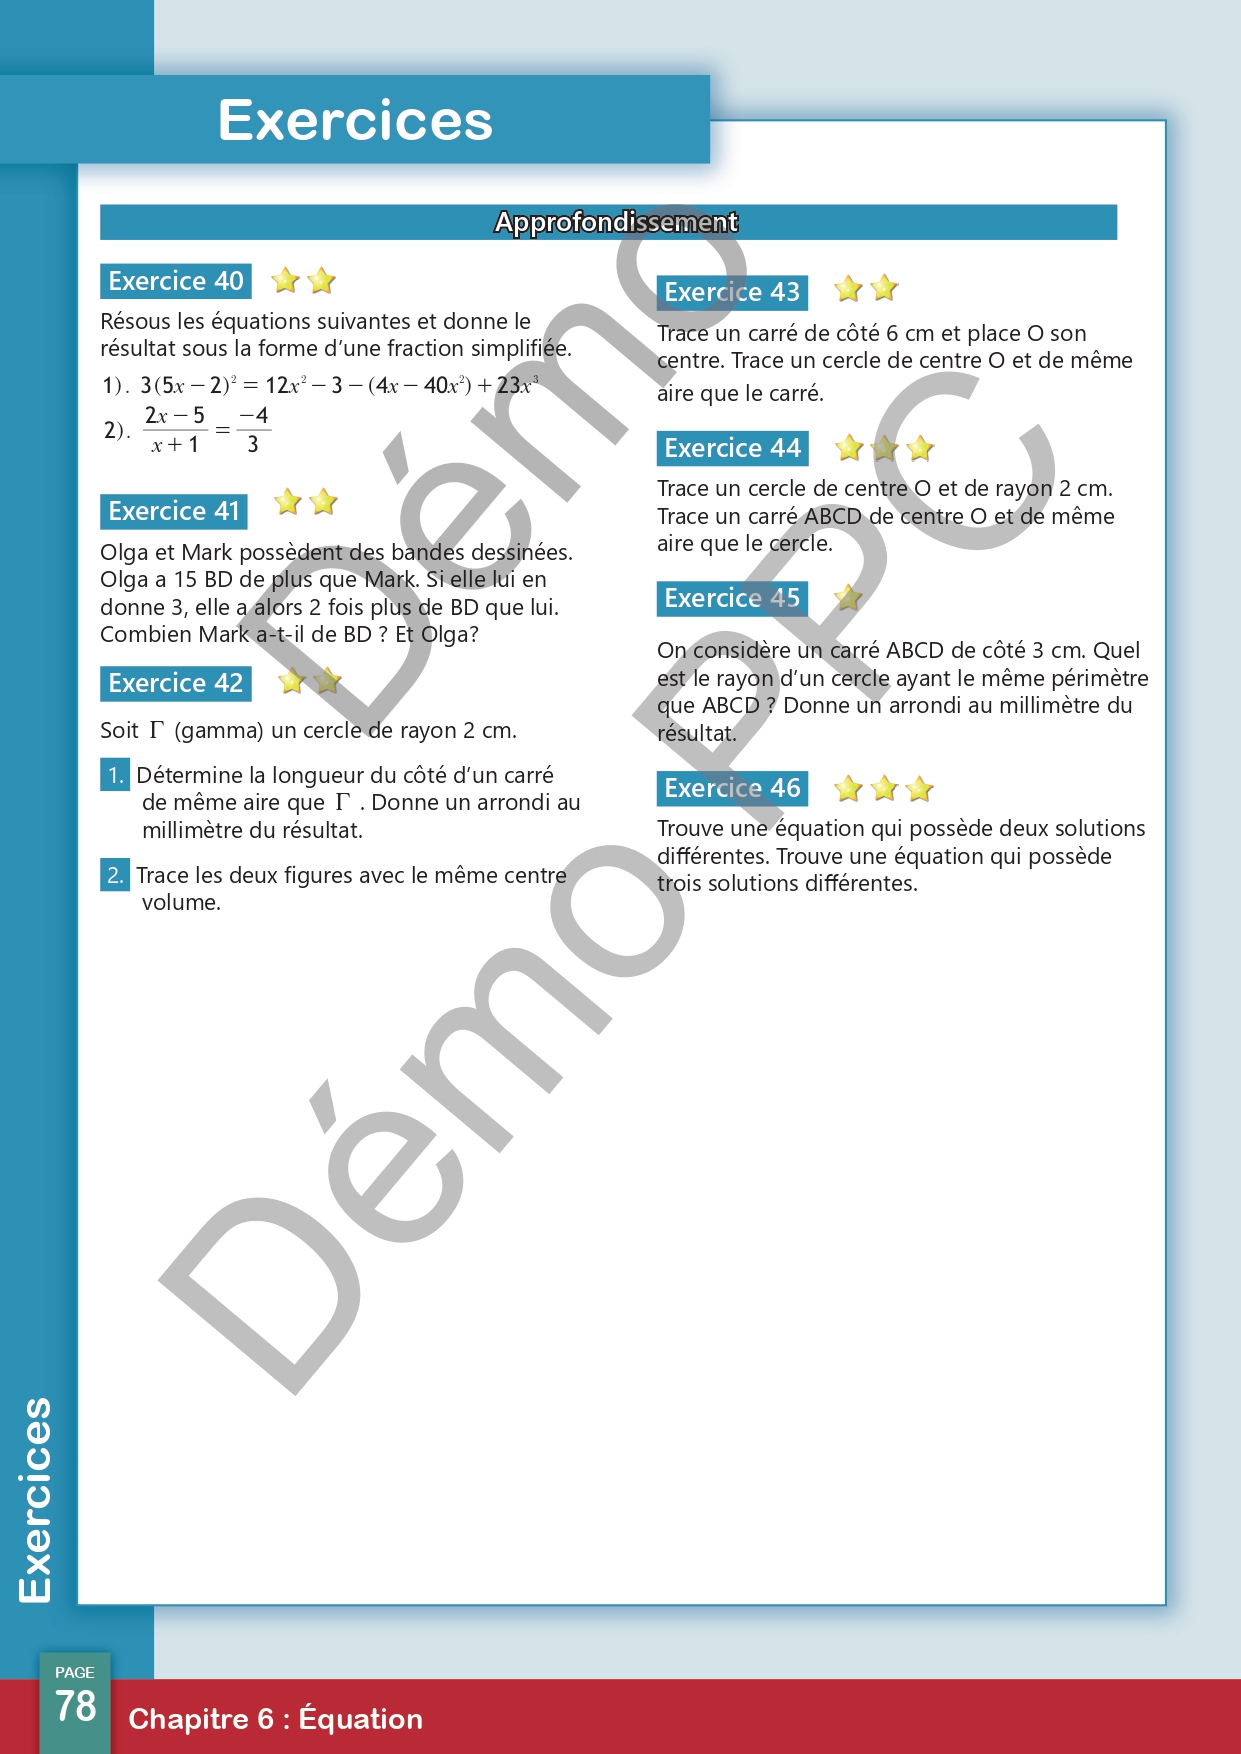 Exercices
Approfondissement
Exercice 40
Résous les équations suivantes et donne le
résultat sous la forme d’une fraction simplifiée.
1). 3(5x − 2)² = 12x² − 3 − (4x − 40x²) + 23x³
2). (2x − 5)/(x + 1) = −4/3
Exercice 41
Olga et Mark possèdent des bandes dessinées.
Olga a 15 BD de plus que Mark. Si elle lui en
donne 3, elle a alors 2 fois plus de BD que lui.
Combien Mark a-t-il de BD ? Et Olga?
Exercice 42
Soit Γ (gamma) un cercle de rayon 2 cm.
1. Détermine la longueur du côté d’un carré
de même aire que Γ . Donne un arrondi au
millimètre du résultat.
2. Trace les deux figures avec le même centre
volume.
Exercice 43
Trace un carré de côté 6 cm et place O son
centre. Trace un cercle de centre O et de même
aire que le carré.
Exercice 44
Trace un cercle de centre O et de rayon 2 cm.
Trace un carré ABCD de centre O et de même
aire que le cercle.
Exercice 45
On considère un carré ABCD de côté 3 cm. Quel
est le rayon d’un cercle ayant le même périmètre
que ABCD ? Donne un arrondi au millimètre du
résultat.
Exercice 46
Trouve une équation qui possède deux solutions
différentes. Trouve une équation qui possède
trois solutions différentes.
Démo
Démo PPC
Exercices
PAGE
78
Chapitre 6 : Équation